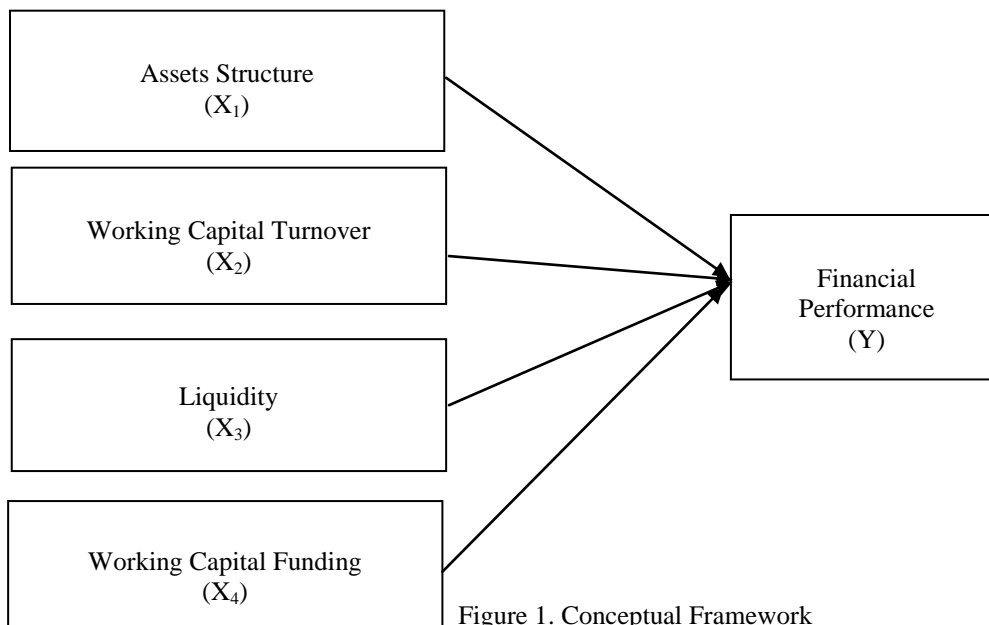 Assets Structure
(X₁)
Working Capital Turnover
(X₂)
Liquidity
(X₃)
Working Capital Funding
(X₄)
Financial
Performance
(Y)
Figure 1. Conceptual Framework